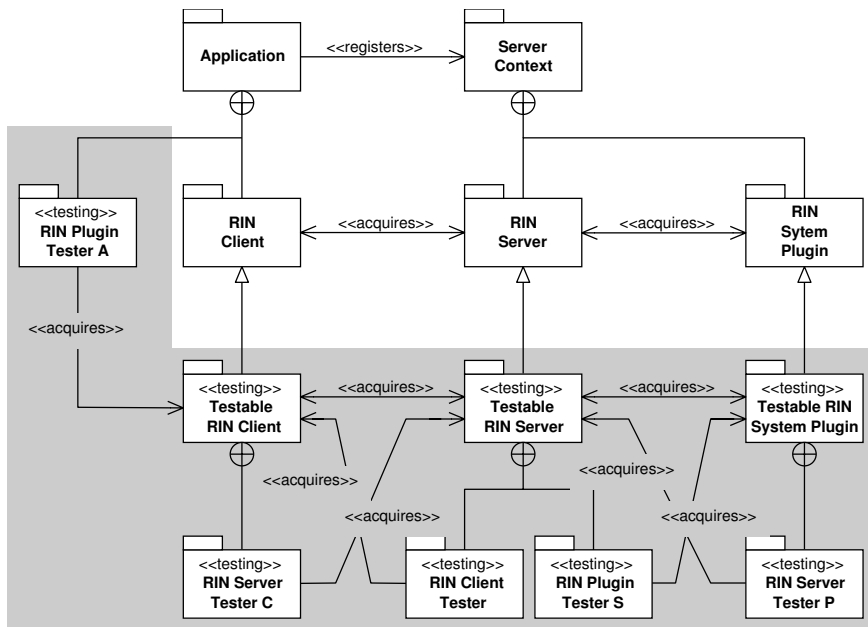 Application
<<registers>>
Server
Context
<<testing>>
RIN Plugin
Tester A
RIN
Client
<<acquires>>
RIN
Server
<<acquires>>
RIN
Sytem
Plugin
<<acquires>>
<<testing>>
Testable
RIN Client
<<acquires>>
<<testing>>
Testable
RIN Server
<<acquires>>
<<testing>>
Testable RIN
System Plugin
<<acquires>>
<<acquires>>
<<acquires>>
<<acquires>>
<<testing>>
RIN Server
Tester C
<<testing>>
RIN Client
Tester
<<testing>>
RIN Plugin
Tester S
<<testing>>
RIN Server
Tester P